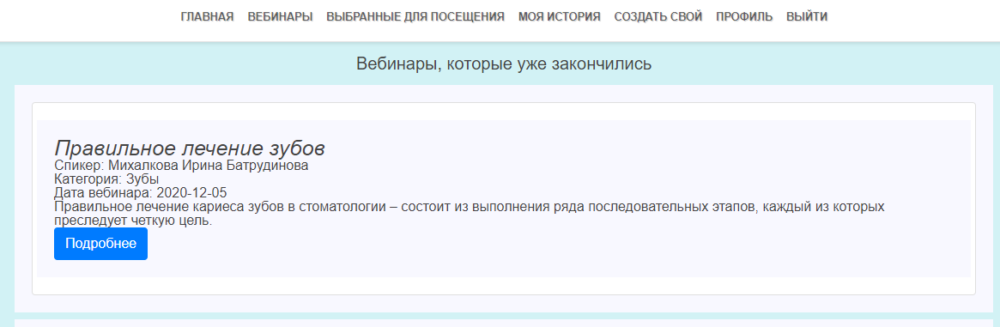 ГЛАВНАЯ ВЕБИНАРЫ ВЫБРАННЫЕ ДЛЯ ПОСЕЩЕНИЯ МОЯ ИСТОРИЯ СОЗДАТЬ СВОЙ ПРОФИЛЬ ВЫЙТИ
Вебинары, которые уже закончились
Правильное лечение зубов
Спикер: Михалкова Ирина Батрудинова
Категория: Зубы
Дата вебинара: 2020-12-05
Правильное лечение кариеса зубов в стоматологии – состоит из выполнения ряда последовательных этапов, каждый из которых
преследует четкую цель.
Подробнее